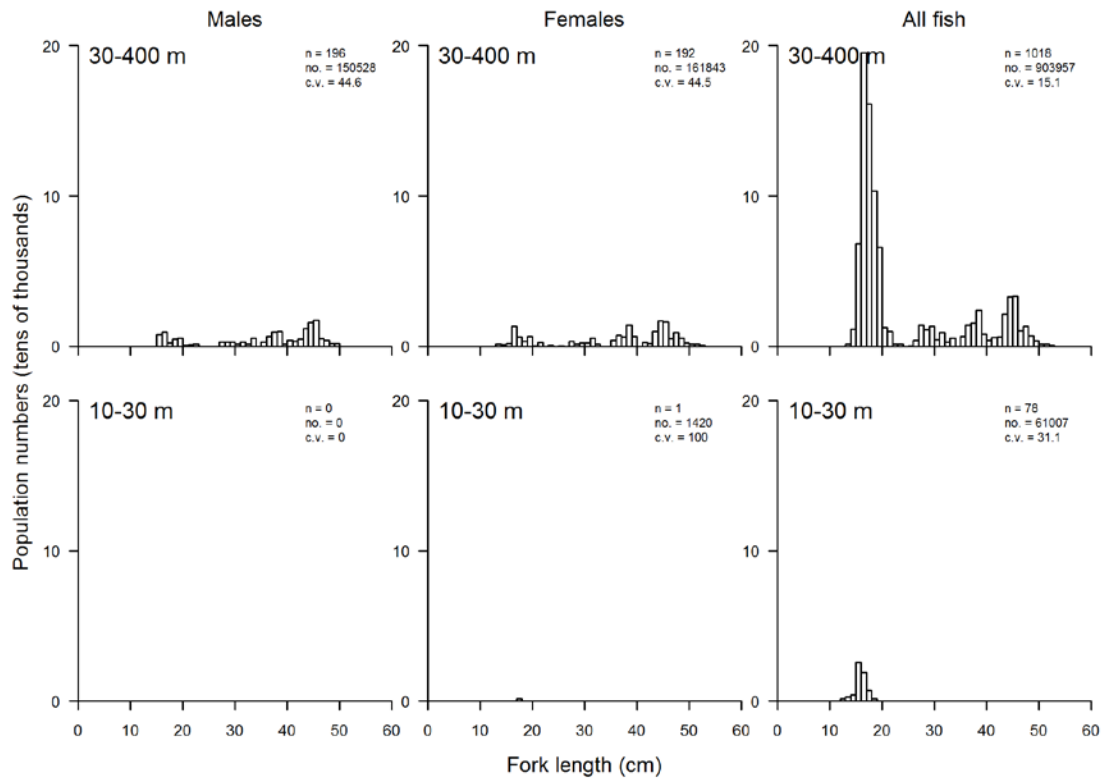 Males
Females
All fish
30-400 m
n = 196
no. = 150528
c.v. = 44.6
30-400 m
n = 192
no. = 161843
c.v. = 44.5
30-400 m
n = 1018
no. = 903957
c.v. = 15.1
20
10
0
20
10
0
20
10
0
10-30 m
n = 0
no. = 0
c.v. = 0
10-30 m
n = 1
no. = 1420
c.v. = 100
10-30 m
n = 78
no. = 61007
c.v. = 31.1
20
10
0
20
10
0
20
10
0
0 10 20 30 40 50 60
0 10 20 30 40 50 60
0 10 20 30 40 50 60
Population numbers (tens of thousands)
Fork length (cm)